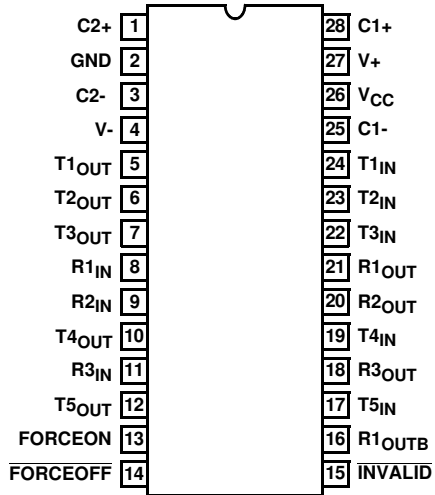 C2+ 1 28 C1+
GND 2 27 V+
C2- 3 26 VCC
V- 4 25 C1-
T1OUT 5 24 T1IN
T2OUT 6 23 T2IN
T3OUT 7 22 T3IN
R1IN 8 21 R1OUT
R2IN 9 20 R2OUT
T4OUT 10 19 T4IN
R3IN 11 18 R3OUT
T5OUT 12 17 T5IN
FORCEON 13 16 R1OUTB
FORCEOFF 14 15 INVALID